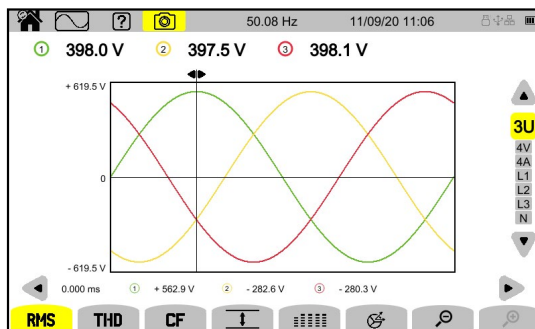 ? 50.08 Hz 11/09/20 11:06
1 398.0 V 2 397.5 V 3 398.1 V
+ 619.5 V
0
- 619.5 V
3U
4V
4A
L1
L2
L3
N
0.000 ms 1 + 562.9 V 2 - 282.6 V 3 - 280.3 V
RMS THD CF